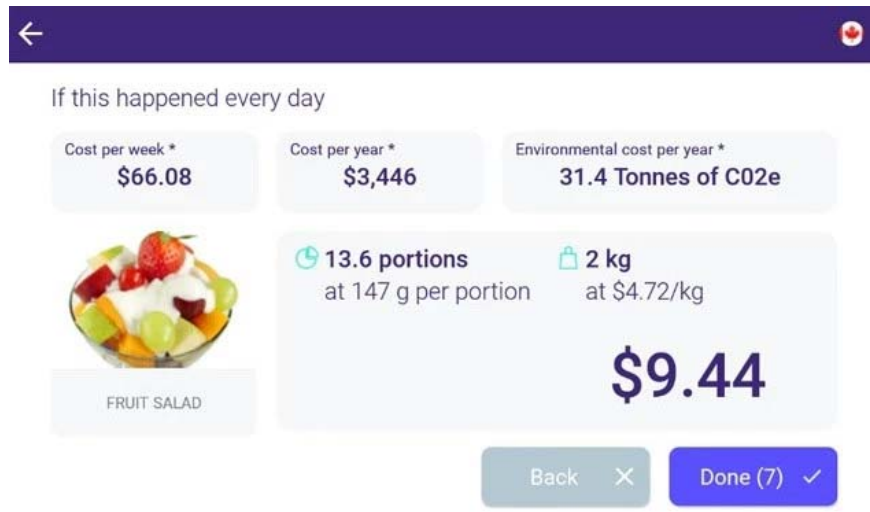 If this happened every day
Cost per week *
$66.08
Cost per year *
$3,446
Environmental cost per year *
31.4 Tonnes of C02e
13.6 portions
at 147 g per portion
2 kg
at $4.72/kg
$9.44
FRUIT SALAD
Back
Done (7)